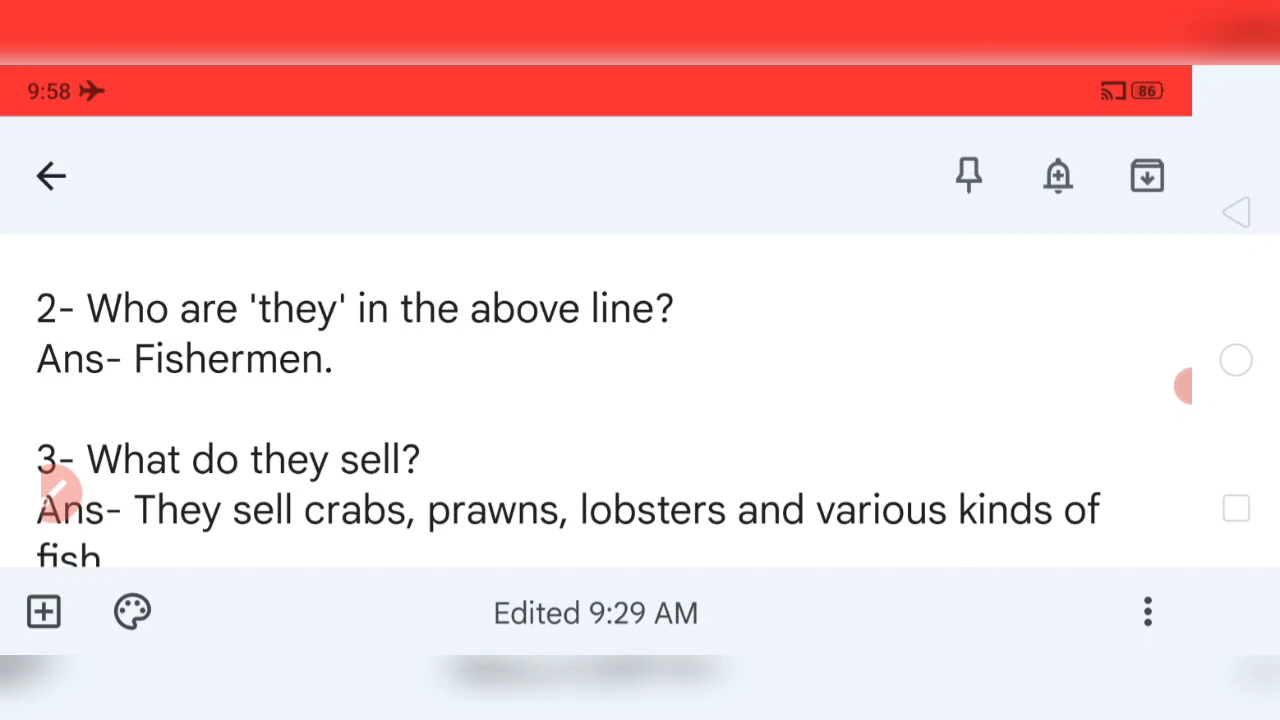 9:58
86
2- Who are 'they' in the above line?
Ans- Fishermen.
3- What do they sell?
Ans- They sell crabs, prawns, lobsters and various kinds of
fish
Edited 9:29 AM